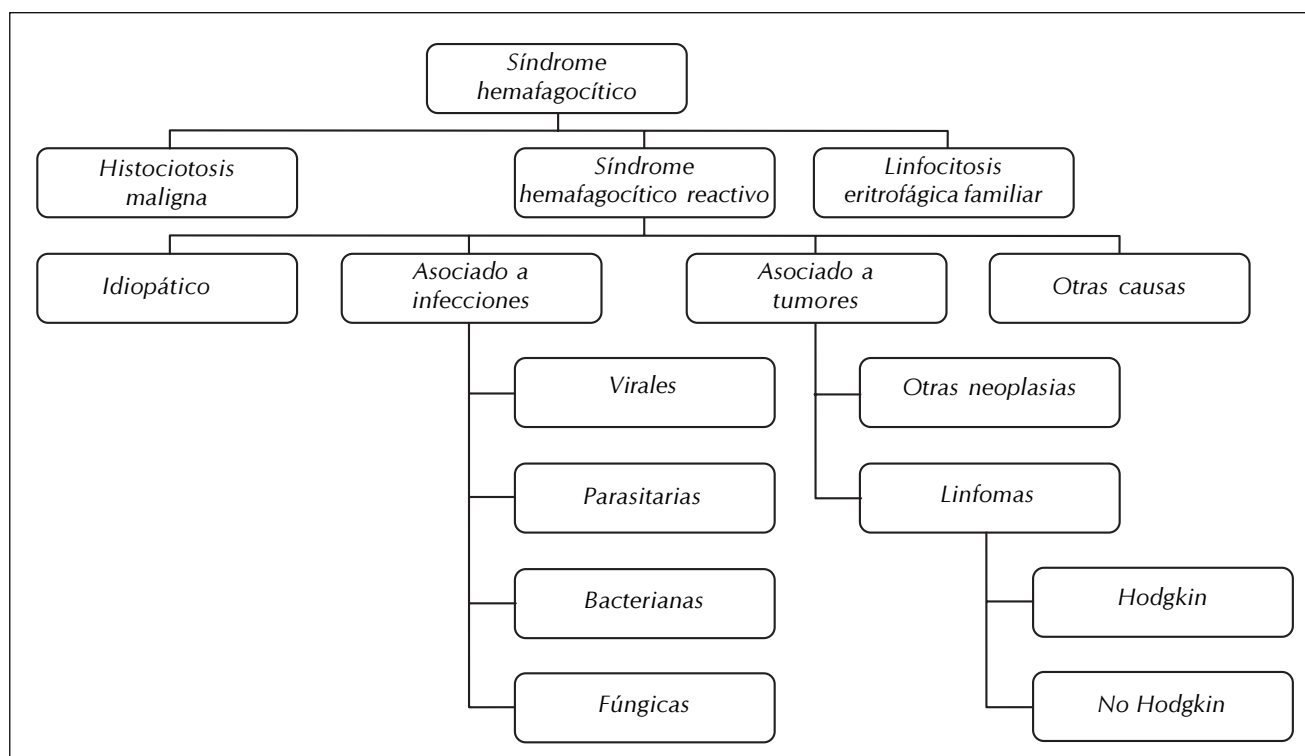 Síndrome
hemafagocítico
Histociotosis
maligna
Síndrome
hemafagocítico reactivo
Linfocitosis
eritrofágica familiar
Idiopático
Asociado a
infecciones
Asociado a
tumores
Otras causas
Virales
Otras neoplasias
Parasitarias
Linfomas
Bacterianas
Hodgkin
Fúngicas
No Hodgkin